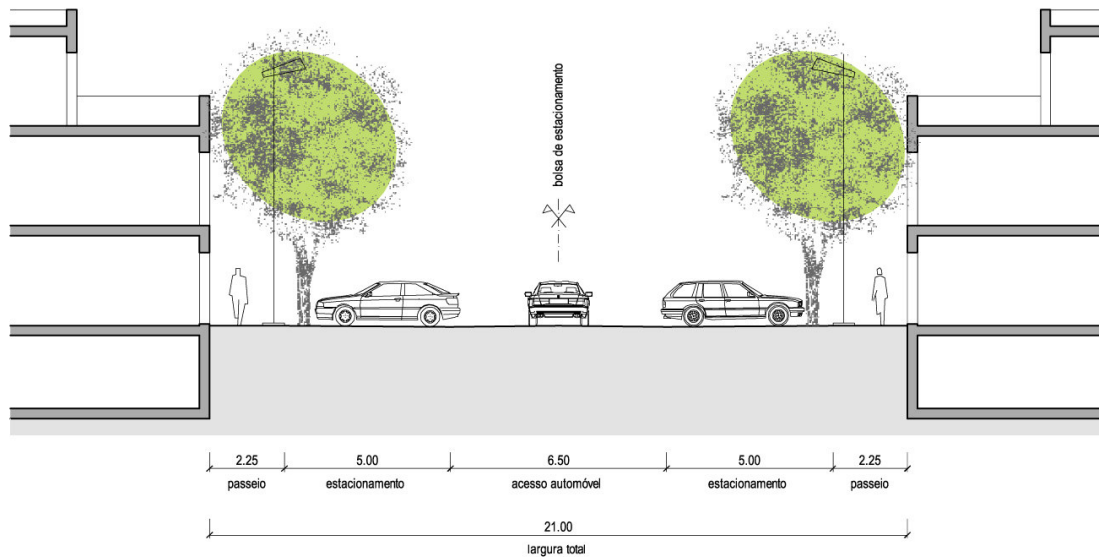 bolsa de estacionamento
2.25 5.00 6.50 5.00 2.25
passeio estacionamento acesso automóvel estacionamento passeio
21.00
largura total